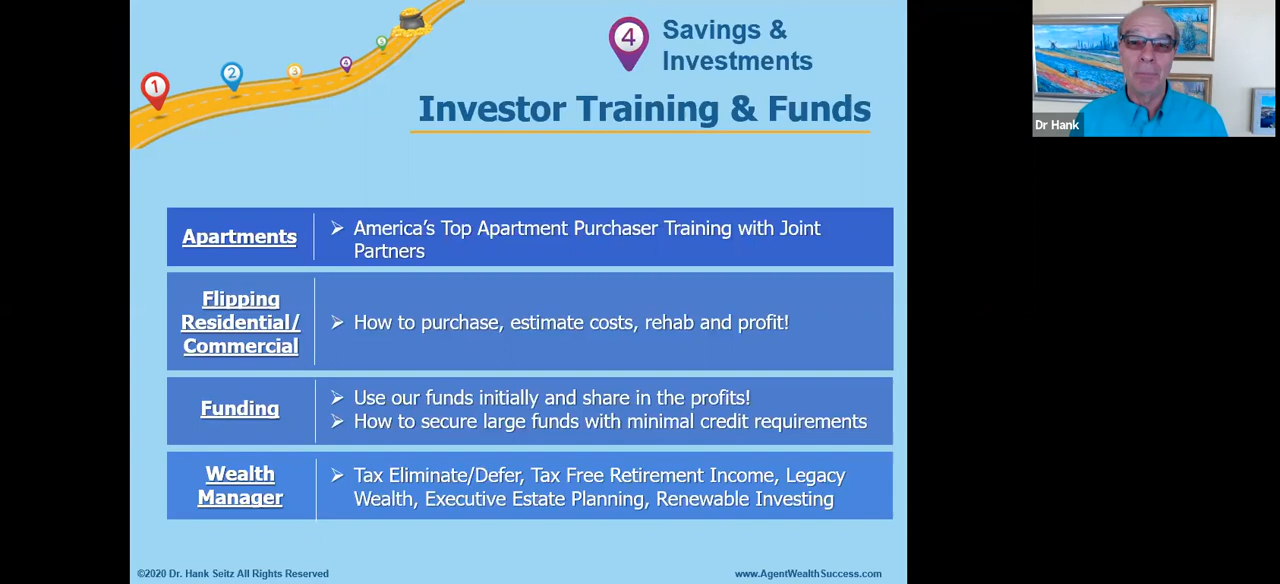 4
Savings &
Investments
1
2
3
4
5
Investor Training & Funds
Dr Hank
Apartments
America's Top Apartment Purchaser Training with Joint
Partners
Flipping
Residential/
Commercial
How to purchase, estimate costs, rehab and profit!
Funding
Use our funds initially and share in the profits!
How to secure large funds with minimal credit requirements
Wealth
Manager
Tax Eliminate/Defer, Tax Free Retirement Income, Legacy
Wealth, Executive Estate Planning, Renewable Investing
©2020 Dr. Hank Seitz All Rights Reserved
www.AgentWealthSuccess.com